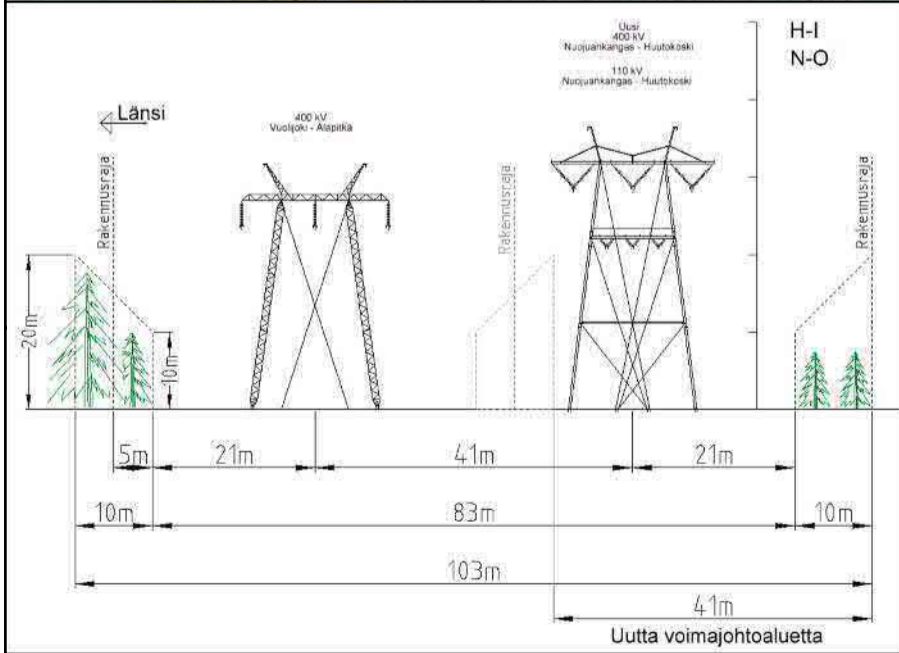 Uusi
400 kV
Nuojuankangas - Huutokoski
110 kV
Nuojuankangas - Huutokoski
H-I
N-O
Länsi
400 kV
Vuolijoki - Alapitkä
Rakennusraja
Rakennusraja
Rakennusraja
20m
10m
5m
21m
41m
21m
10m
83m
10m
103m
41m
Uutta voimajohtoaluetta